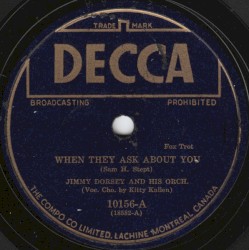 TRADE MARK
DECCA
BROADCASTING PROHIBITED
Fox Trot
WHEN THEY ASK ABOUT YOU
(Sam H. Stept)
JIMMY DORSEY AND HIS ORCH.
(Voc. Cho. by Kitty Kallen)
10156-A
(18582-A)
THE COMPO CO. LIMITED, LACHINE, MONTREAL, CANADA